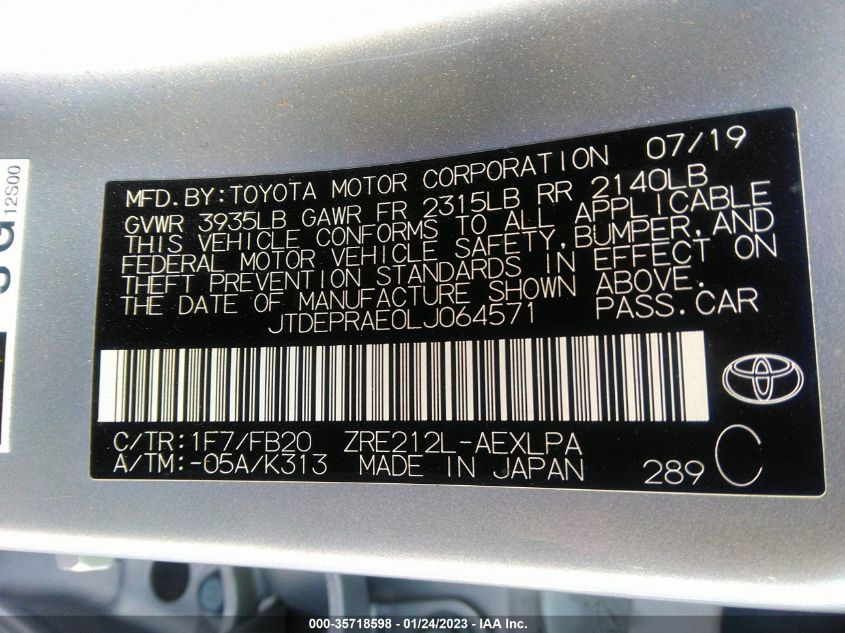 MFD.BY:TOYOTA MOTOR CORPORATION 07/19
GVWR 3935LB GAWR FR 2315LB RR 2140LB
THIS VEHICLE CONFORMS TO ALL APPLICABLE
FEDERAL MOTOR VEHICLE SAFETY,BUMPER,AND
THEFT PREVENTION STANDARDS IN EFFECT ON
THE DATE OF MANUFACTURE SHOWN ABOVE.
JTDEPRAE0LJ064571 PASS.CAR
C/TR:1F7/FB20 ZRE212L-AEXLPA
A/TM:-05A/K313 MADE IN JAPAN 289 C
12S00
000-35718598 - 01/24/2023 - IAA Inc.